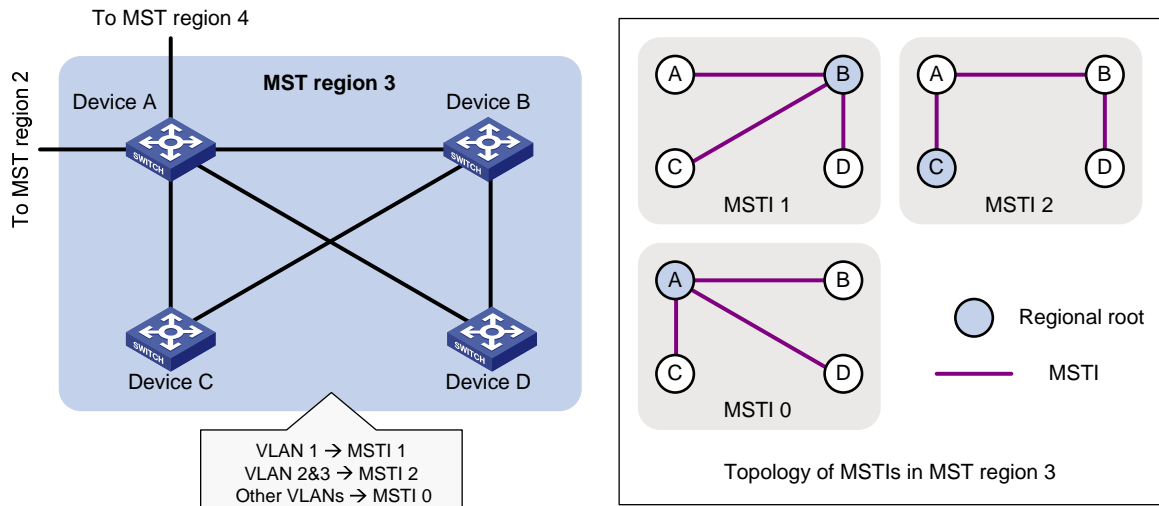 To MST region 4
To MST region 2
MST region 3
Device A
Device B
SWITCH
SWITCH
SWITCH
SWITCH
Device C
Device D
VLAN 1 → MSTI 1
VLAN 2&3 → MSTI 2
Other VLANs → MSTI 0
A
B
C
D
MSTI 1
A
B
C
D
MSTI 2
A
B
C
D
MSTI 0
Regional root
MSTI
Topology of MSTIs in MST region 3